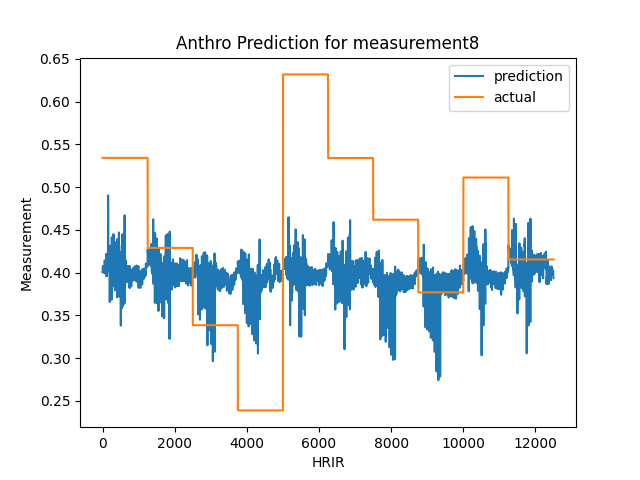 Anthro Prediction for measurement8
prediction
actual
Measurement
0.65
0.60
0.55
0.50
0.45
0.40
0.35
0.30
0.25
0 2000 4000 6000 8000 10000 12000
HRIR